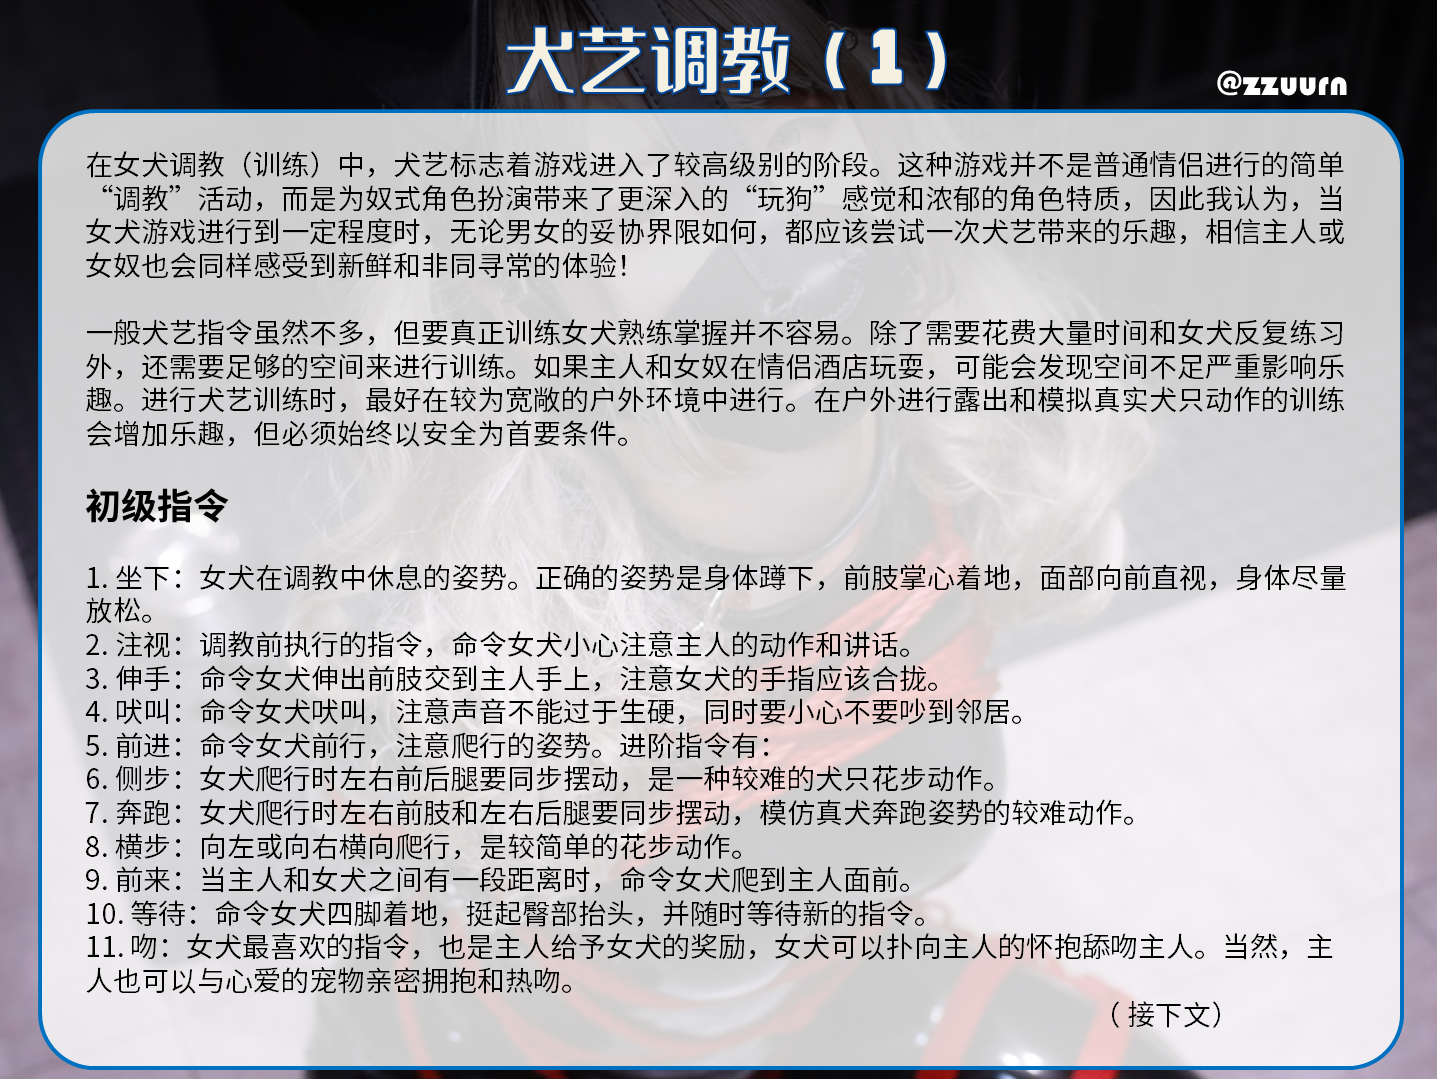 犬艺调教（1）
@zzuurn
在女犬调教（训练）中，犬艺标志着游戏进入了较高级别的阶段。这种游戏并不是普通情侣进行的简单
“调教”活动，而是为奴式角色扮演带来了更深入的“玩狗”感觉和浓郁的角色特质，因此我认为，当
女犬游戏进行到一定程度时，无论男女的妥协界限如何，都应该尝试一次犬艺带来的乐趣，相信主人或
女奴也会同样感受到新鲜和非同寻常的体验！
一般犬艺指令虽然不多，但要真正训练女犬熟练掌握并不容易。除了需要花费大量时间和女犬反复练习
外，还需要足够的空间来进行训练。如果主人和女奴在情侣酒店玩耍，可能会发现空间不足严重影响乐
趣。进行犬艺训练时，最好在较为宽敞的户外环境中进行。在户外进行露出和模拟真实犬只动作的训练
会增加乐趣，但必须始终以安全为首要条件。
初级指令
1. 坐下：女犬在调教中休息的姿势。正确的姿势是身体蹲下，前肢掌心着地，面部向前直视，身体尽量
放松。
2. 注视：调教前执行的指令，命令女犬小心注意主人的动作和讲话。
3. 伸手：命令女犬伸出前肢交到主人手上，注意女犬的手指应该合拢。
4. 吠叫：命令女犬吠叫，注意声音不能过于生硬，同时要小心不要吵到邻居。
5. 前进：命令女犬前行，注意爬行的姿势。进阶指令有：
6. 侧步：女犬爬行时左右前后腿要同步摆动，是一种较难的犬只花步动作。
7. 奔跑：女犬爬行时左右前肢和左右后腿要同步摆动，模仿真犬奔跑姿势的较难动作。
8. 横步：向左或向右横向爬行，是较简单的花步动作。
9. 前来：当主人和女犬之间有一段距离时，命令女犬爬到主人面前。
10. 等待：命令女犬四脚着地，挺起臀部抬头，并随时等待新的指令。
11. 吻：女犬最喜欢的指令，也是主人给予女犬的奖励，女犬可以扑向主人的怀抱舔吻主人。当然，主
人也可以与心爱的宠物亲密拥抱和热吻。
（ 接下文）